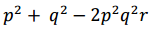 p² + q² − 2p²q²r